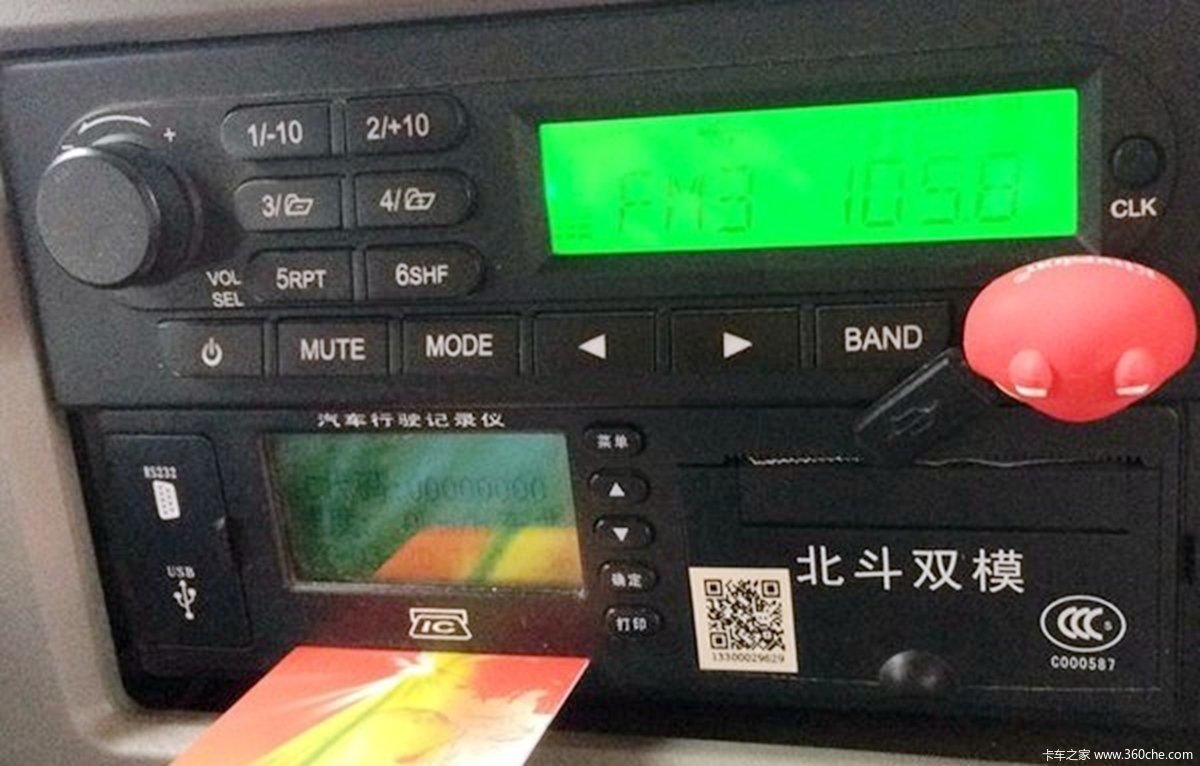 1/-10
2/+10
3/
4/
VOL
SEL
5RPT
6SHF
FM3 105.8
CLK
MUTE
MODE
BAND
汽车行驶记录仪
RS232
USB
菜单
确定
打印
IC
北斗双模
13300029629
CCC S
C000587
卡车之家 www.360che.com